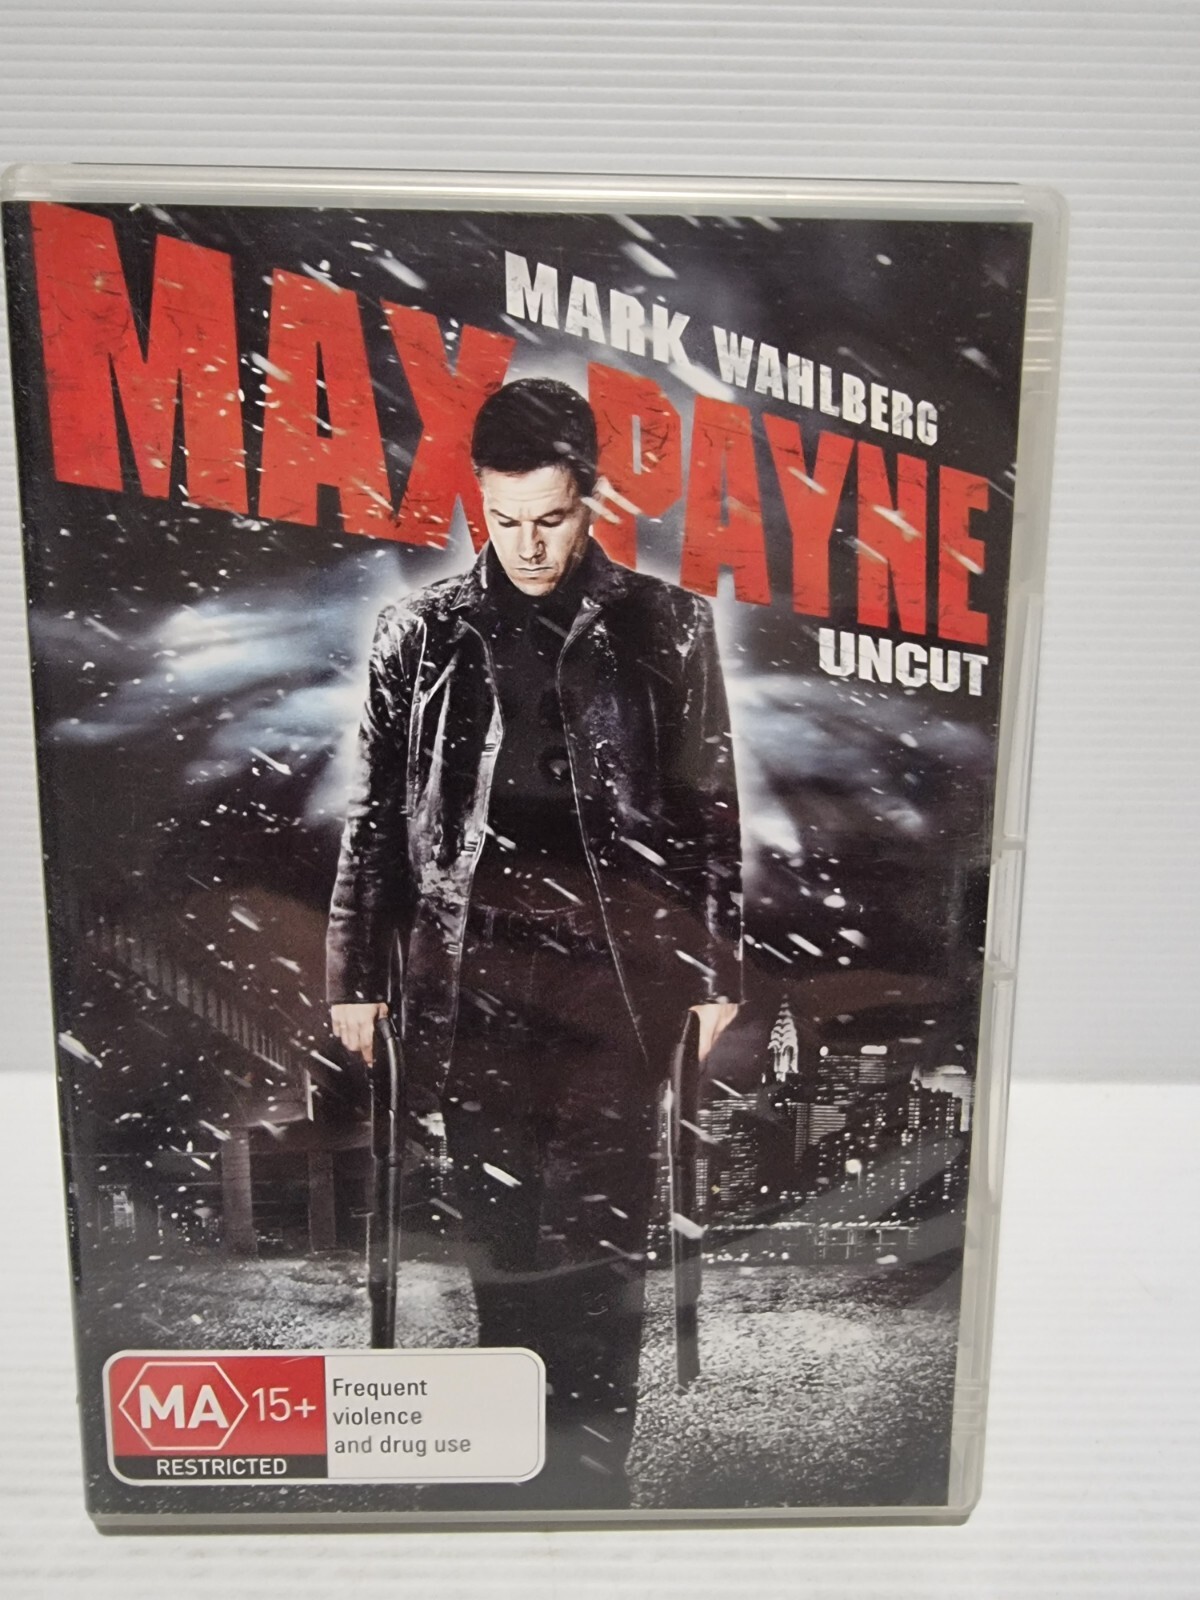 MARK WAHLBERG
MAX PAYNE
UNCUT
MA 15+
RESTRICTED
Frequent
violence
and drug use